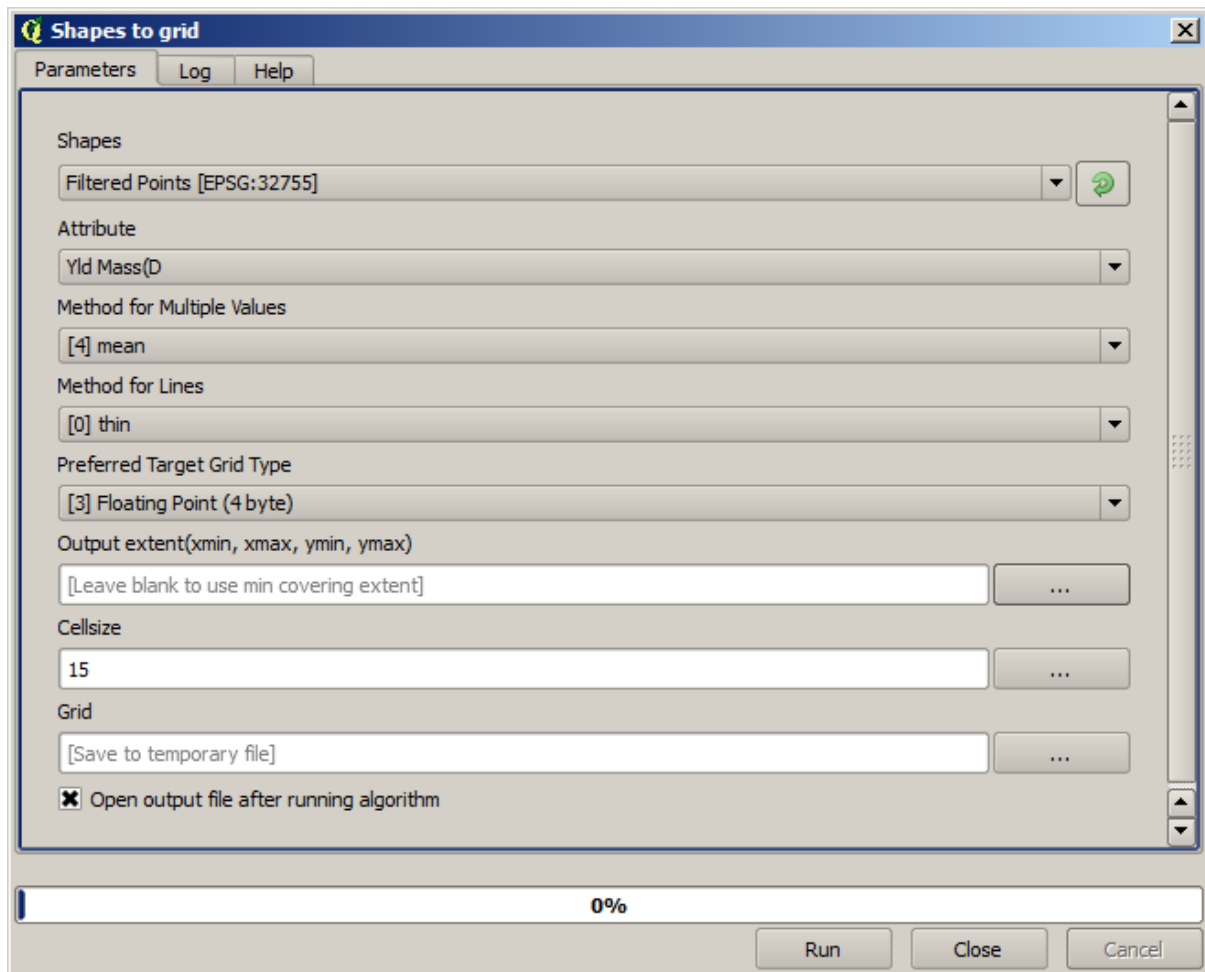 Shapes to grid
Parameters Log Help
Shapes
Filtered Points [EPSG:32755]
Attribute
Yld Mass(D
Method for Multiple Values
[4] mean
Method for Lines
[0] thin
Preferred Target Grid Type
[3] Floating Point (4 byte)
Output extent(xmin, xmax, ymin, ymax)
[Leave blank to use min covering extent] ...
Cellsize
15 ...
Grid
[Save to temporary file] ...
Open output file after running algorithm
0%
Run Close Cancel